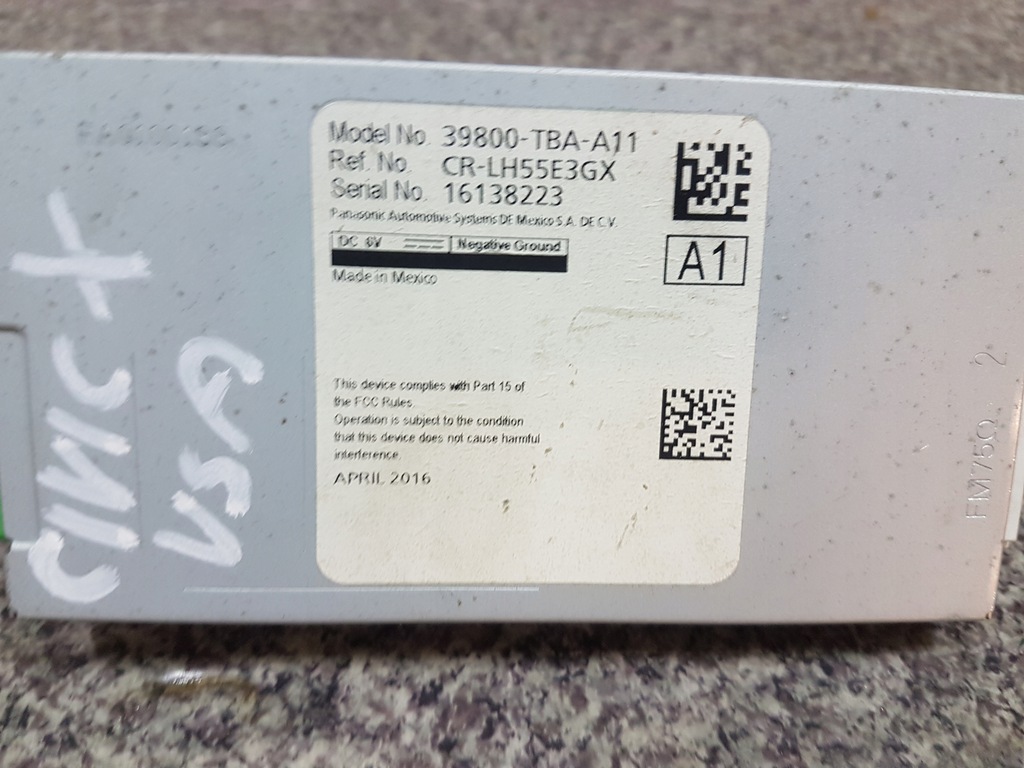 Model No. 39800-TBA-A11
Ref. No. CR-LH55E3GX
Serial No. 16138223
Panasonic Automotive Systems DE Mexico S.A. DE C.V.
DC 6V Negative Ground
Made in Mexico
A1
This device complies with Part 15 of
the FCC Rules.
Operation is subject to the condition
that this device does not cause harmful
interference.
APRIL 2016
CIVIC X
USA
FM750 2